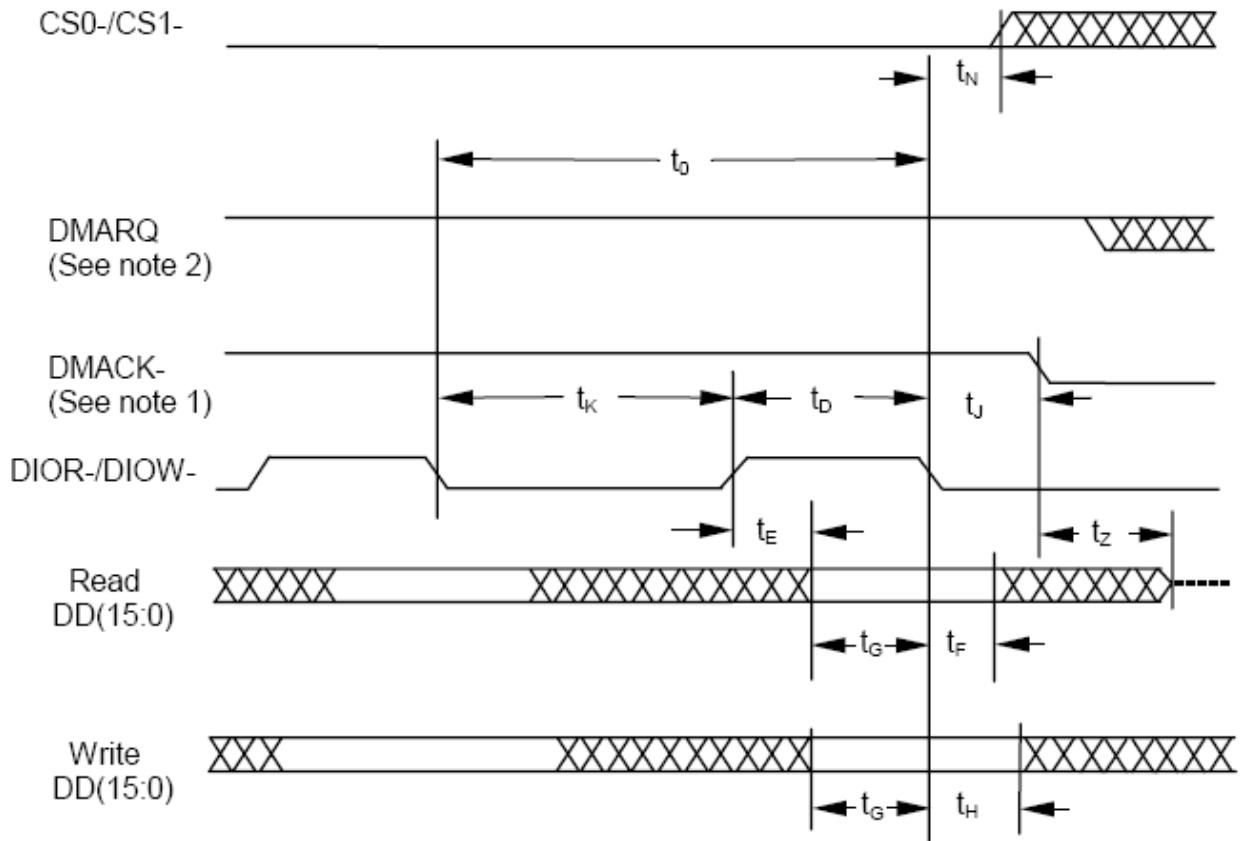 CS0-/CS1-
tN
t0
DMARQ
(See note 2)
DMACK-
(See note 1)
tK
tD
tJ
DIOR-/DIOW-
tE
tZ
Read
DD(15:0)
tG
tF
Write
DD(15:0)
tG
tH